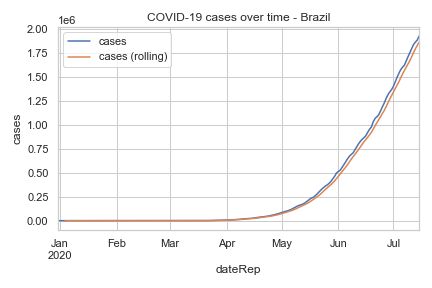 COVID-19 cases over time - Brazil
1e6
cases
cases (rolling)
2.00
1.75
1.50
1.25
1.00
0.75
0.50
0.25
0.00
cases
Jan Feb Mar Apr May Jun Jul
2020
dateRep